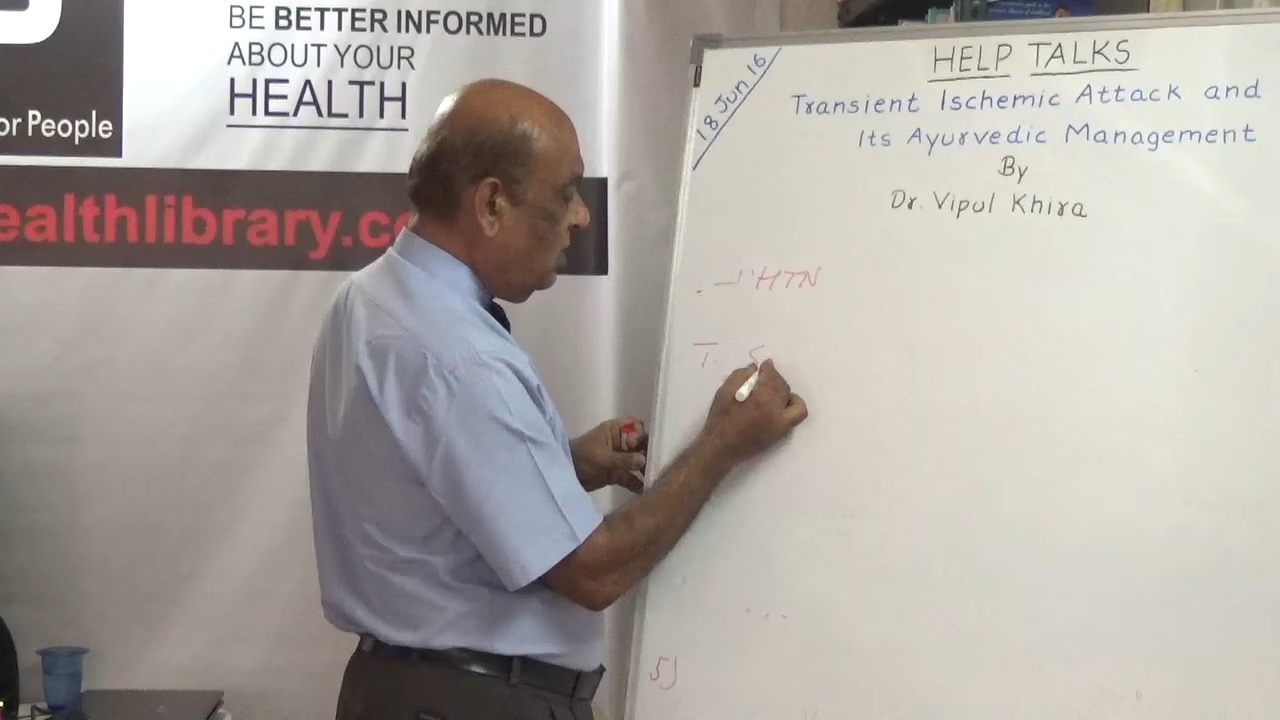 BE BETTER INFORMED
ABOUT YOUR
HEALTH
or People
ealthlibrary.co
18 Jun 16
HELP TALKS
Transient Ischemic Attack and
Its Ayurvedic Management
By
Dr. Vipul Khira
HTN
5)